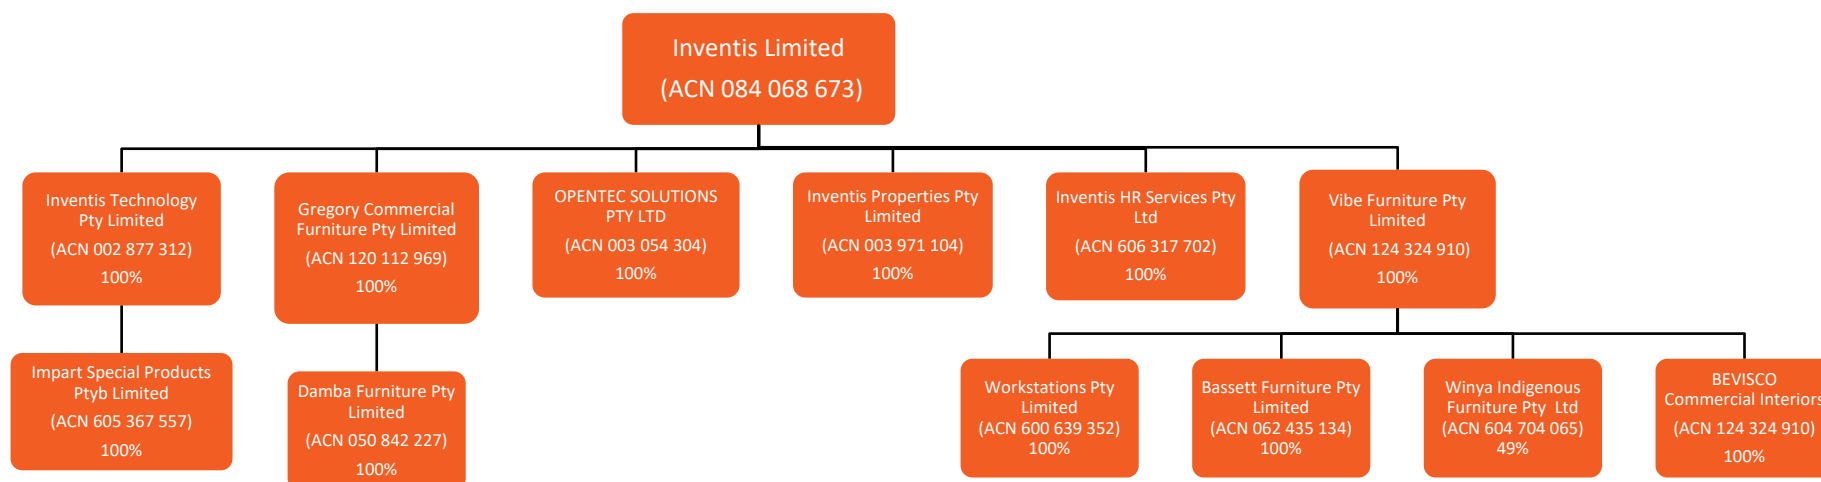 Inventis Limited
(ACN 084 068 673)
Inventis Technology
Pty Limited
(ACN 002 877 312)
100%
Gregory Commercial
Furniture Pty Limited
(ACN 120 112 969)
100%
OPENTEC SOLUTIONS
PTY LTD
(ACN 003 054 304)
100%
Inventis Properties Pty
Limited
(ACN 003 971 104)
100%
Inventis HR Services Pty
Ltd
(ACN 606 317 702)
100%
Vibe Furniture Pty
Limited
(ACN 124 324 910)
100%
Impart Special Products
Ptyb Limited
(ACN 605 367 557)
100%
Damba Furniture Pty
Limited
(ACN 050 842 227)
100%
Workstations Pty
Limited
(ACN 600 639 352)
100%
Bassett Furniture Pty
Limited
(ACN 062 435 134)
100%
Winya Indigenous
Furniture Pty Ltd
(ACN 604 704 065)
49%
BEVISCO
Commercial Interiors
(ACN 124 324 910)
100%